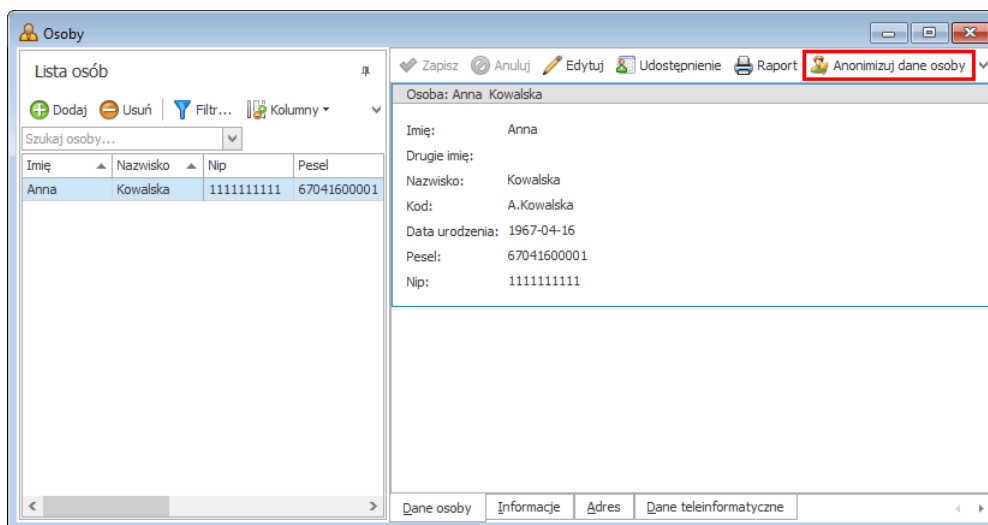 Osoby
Lista osób
Dodaj Usuń Filtr... Kolumny
Szukaj osoby...
Imię Nazwisko Nip Pesel
Anna Kowalska 1111111111 67041600001
Zapisz Anuluj Edytuj Udostępnienie Raport Anonimizuj dane osoby
Osoba: Anna Kowalska
Imię: Anna
Drugie imię:
Nazwisko: Kowalska
Kod: A.Kowalska
Data urodzenia: 1967-04-16
Pesel: 67041600001
Nip: 1111111111
Dane osoby Informacje Adres Dane teleinformatyczne